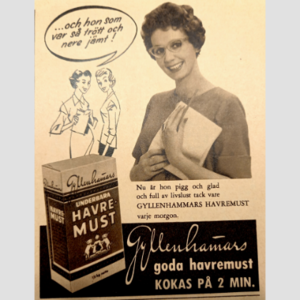 ...och hon som
var så trött och
nere jämt!
Nu är hon pigg och glad
och full av livslust tack vare
GYLLENHAMMARS HAVREMUST
varje morgon.
Gyllenhammars
UNDERBARA
HAVRE
MUST
Gyllenhammars
goda havremust
KOKAS PÅ 2 MIN.